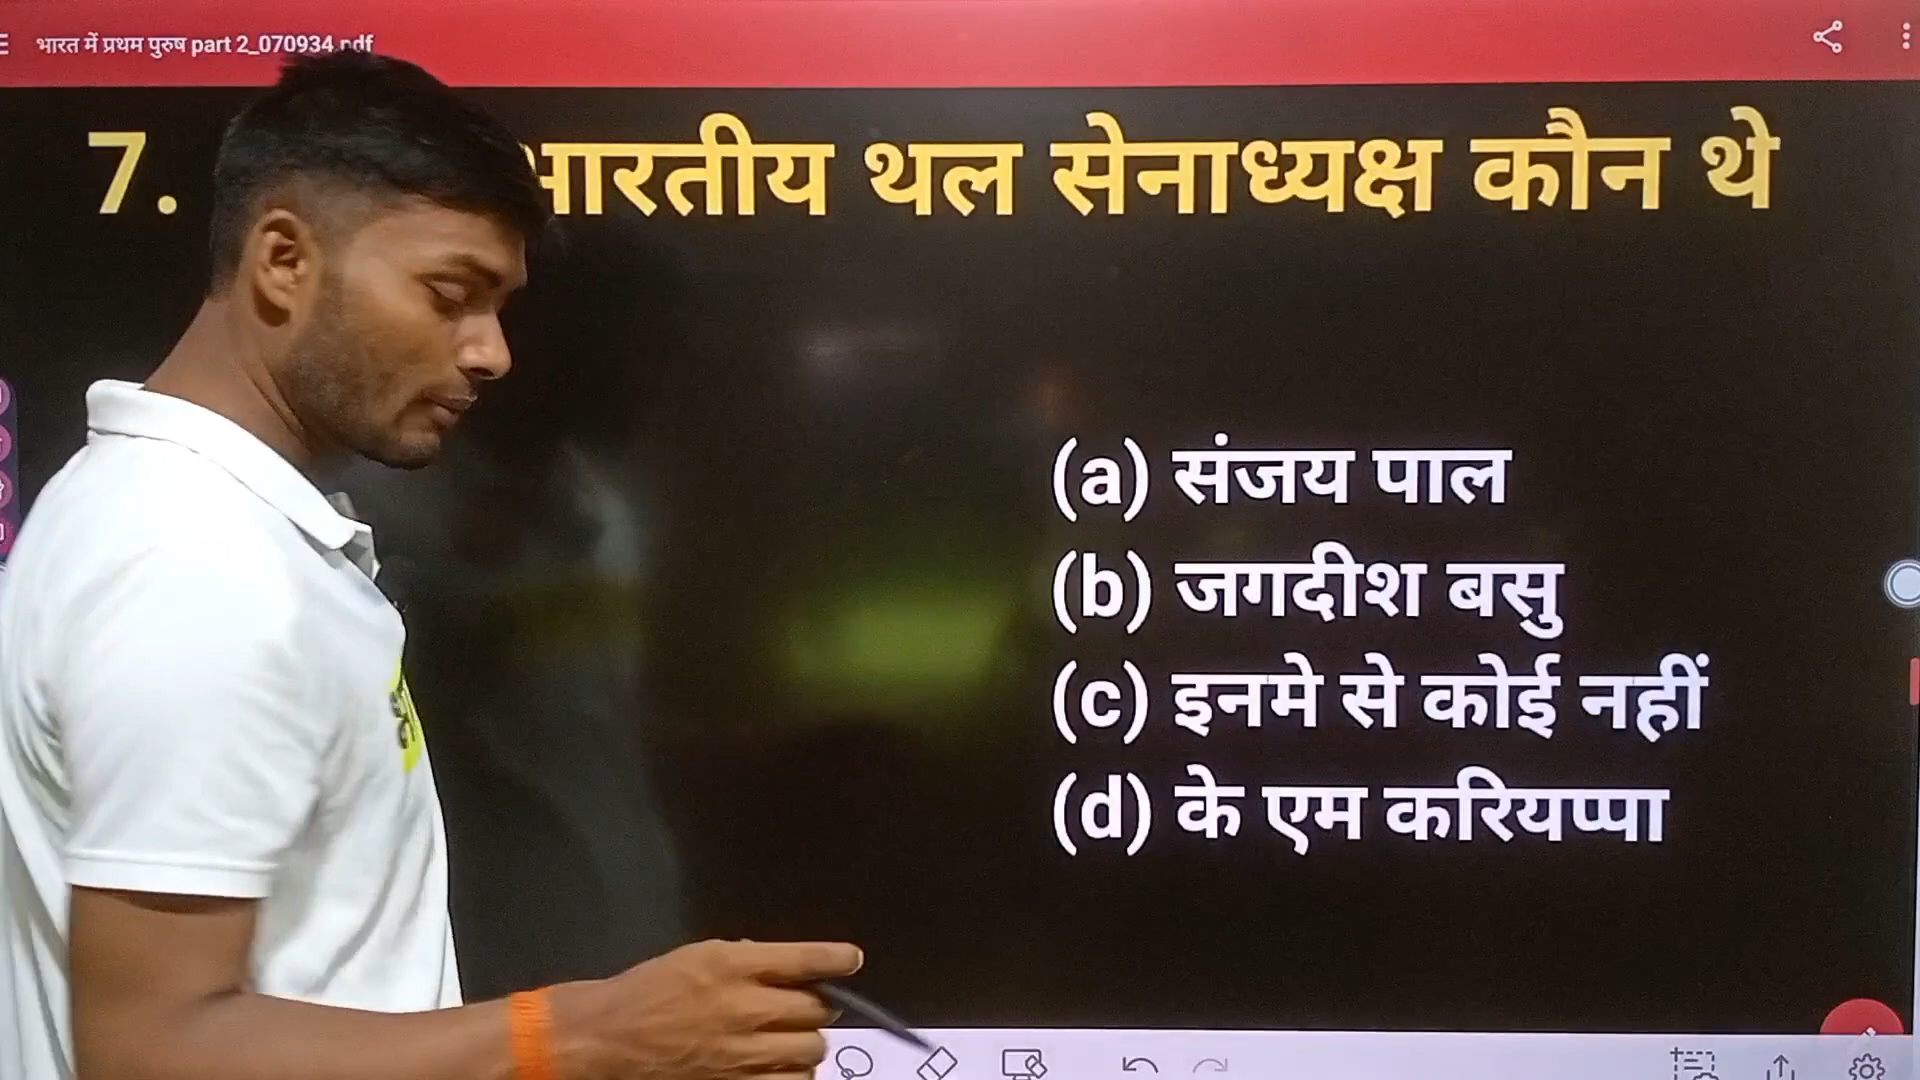 भारत में प्रथम पुरुष part 2_070934.pdf
7. भारतीय थल सेनाध्यक्ष कौन थे
(a) संजय पाल
(b) जगदीश बसु
(c) इनमे से कोई नहीं
(d) के एम करियप्पा